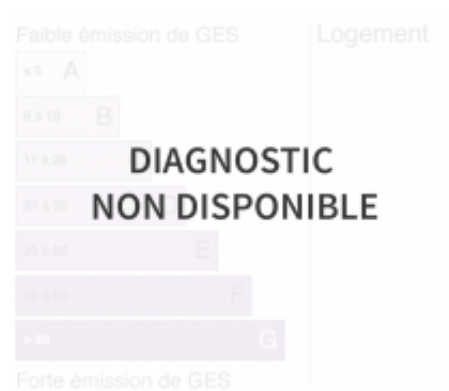 Faible émission de GES
Logement
≤ 5 A
6 à 10 B
11 à 20
DIAGNOSTIC
21 à 35
NON DISPONIBLE
E
F
> 80 G
Forte émission de GES